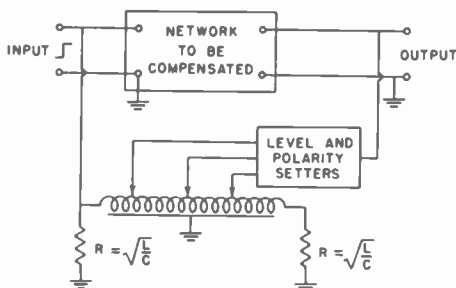 NETWORK
TO BE
COMPENSATED
INPUT
OUTPUT
LEVEL AND
POLARITY
SETTERS
R = √L/C
R = √L/C